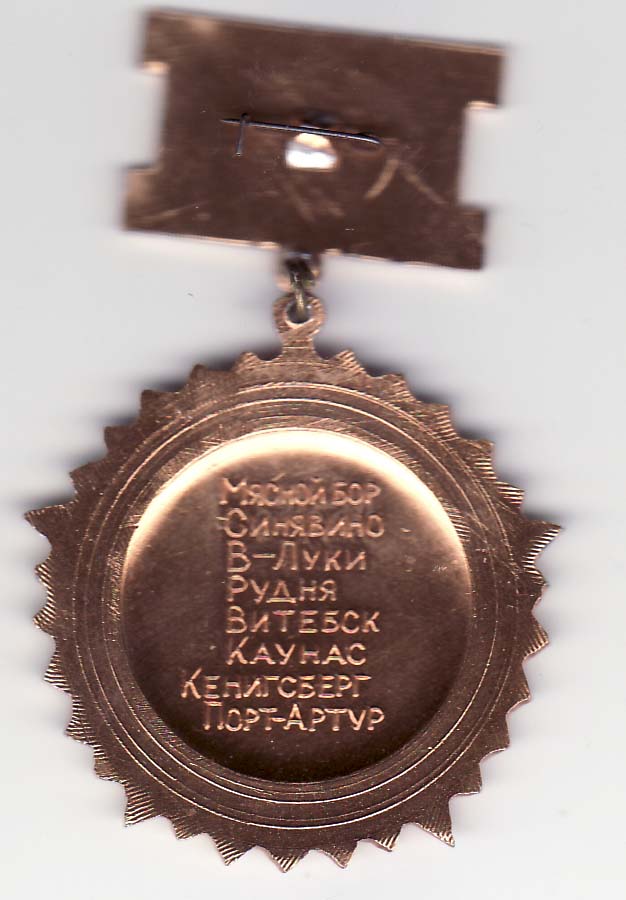 Мясной бор
Синявино
В-Луки
Рудня
Витебск
Каунас
Кенигсберг
Порт-Артур